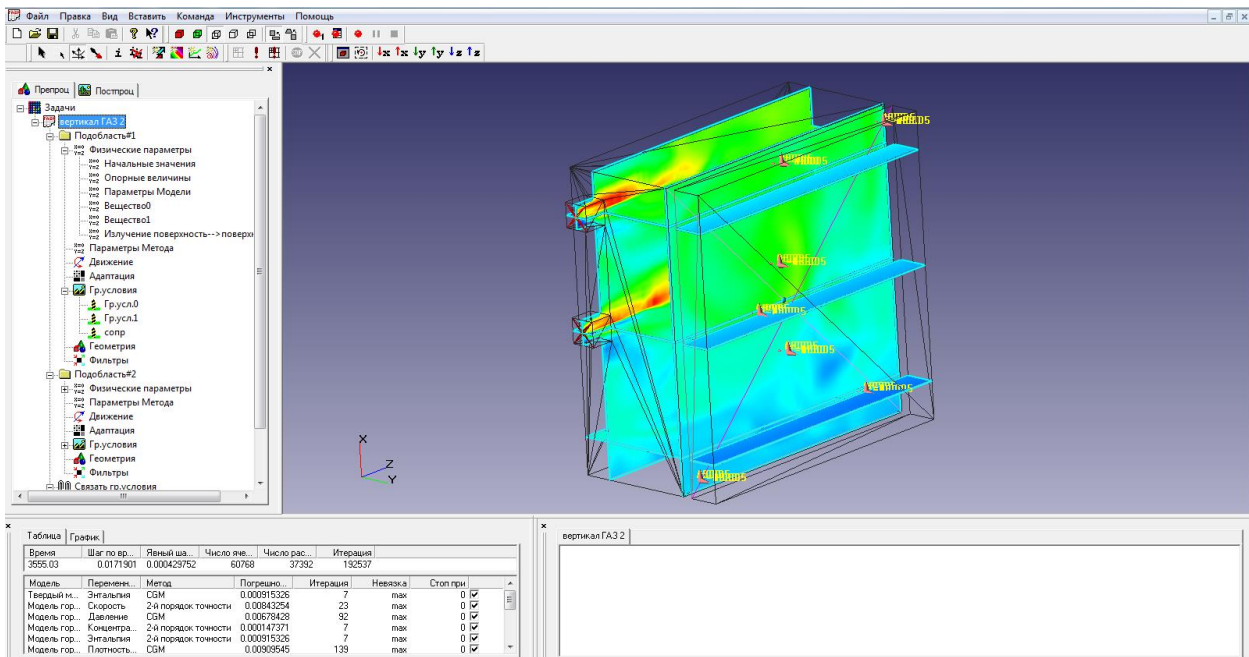 Файл Правка Вид Вставить Команда Инструменты Помощь
Препроц Постпроц
Задачи
вертикал ГАЗ 2
Подобласть#1
Физические параметры
Начальные значения
Опорные величины
Параметры Модели
Вещество0
Вещество1
Излучение поверхность-->поверхн
Параметры Метода
Движение
Адаптация
Гр.условия
Гр.усл.0
Гр.усл.1
сопр
Геометрия
Фильтры
Подобласть#2
Физические параметры
Параметры Метода
Движение
Адаптация
Гр.условия
Геометрия
Фильтры
Связать гр.условия
X
Z
Y
Таблица График
Время Шаг по вр... Явный ша... Число яче... Число рас... Итерация
3555.03 0.0171901 0.000429752 60768 37392 192537
Модель Переменн... Метод Погрешно... Итерация Невязка Стоп при
Твердый м... Энтальпия CGM 0.000915326 7 max 0
Модель гор... Скорость 2-й порядок точности 0.00843254 23 max 0
Модель гор... Давление CGM 0.00678428 92 max 0
Модель гор... Концентра... 2-й порядок точности 0.000147371 7 max 0
Модель гор... Энтальпия 2-й порядок точности 0.000915326 7 max 0
Модель гор... Плотность... CGM 0.00909545 139 max 0
вертикал ГАЗ 2